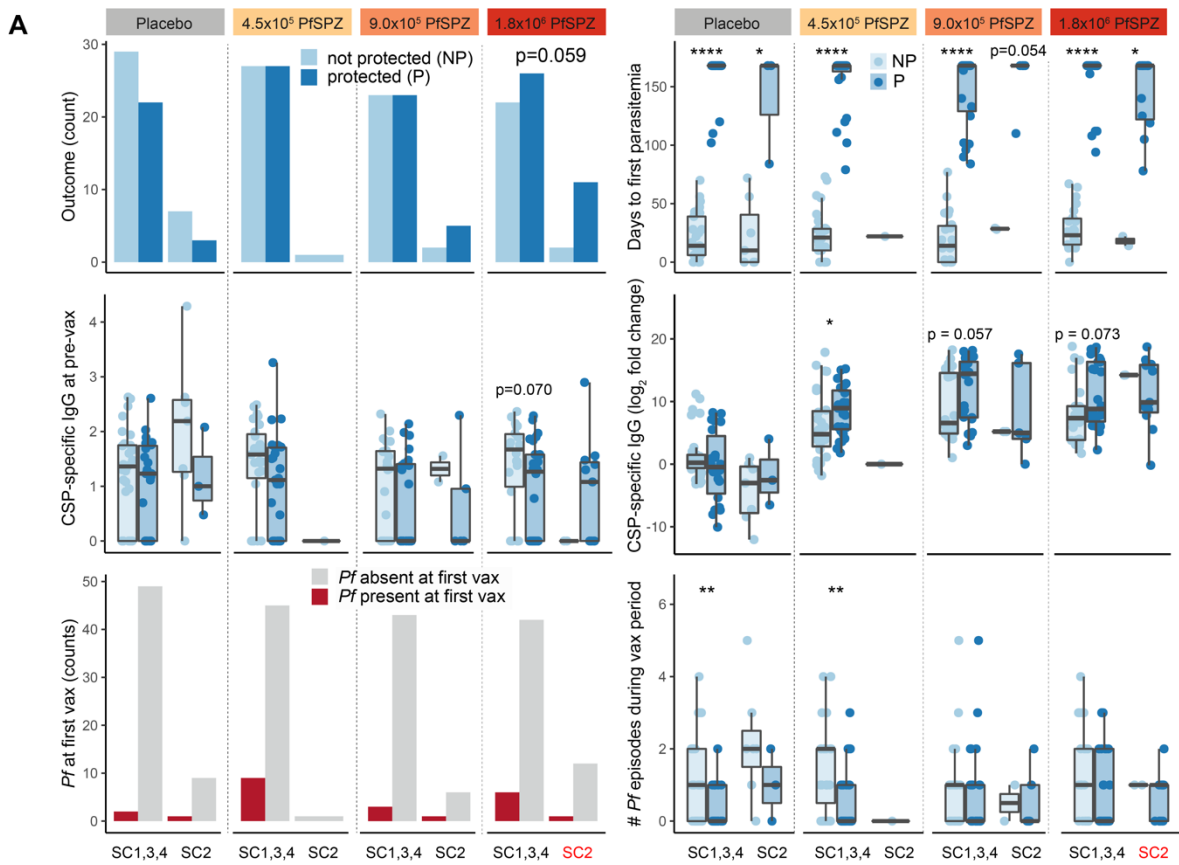 A
Placebo
4.5x10⁵ PfSPZ
9.0x10⁵ PfSPZ
1.8x10⁶ PfSPZ
Outcome (count)
30
20
10
0
not protected (NP)
protected (P)
p=0.059
CSP-specific IgG at pre-vax
4
3
2
1
0
p=0.070
Pf at first vax (counts)
50
40
30
20
10
0
Pf absent at first vax
Pf present at first vax
SC1,3,4 SC2
SC1,3,4 SC2
SC1,3,4 SC2
SC1,3,4 SC2
Placebo
4.5x10⁵ PfSPZ
9.0x10⁵ PfSPZ
1.8x10⁶ PfSPZ
Days to first parasitemia
150
100
50
0
**** *
****
**** p=0.054
**** *
NP
P
CSP-specific IgG (log₂ fold change)
20
10
0
-10
*
p = 0.057
p = 0.073
# Pf episodes during vax period
6
4
2
0
**
**
SC1,3,4 SC2
SC1,3,4 SC2
SC1,3,4 SC2
SC1,3,4 SC2